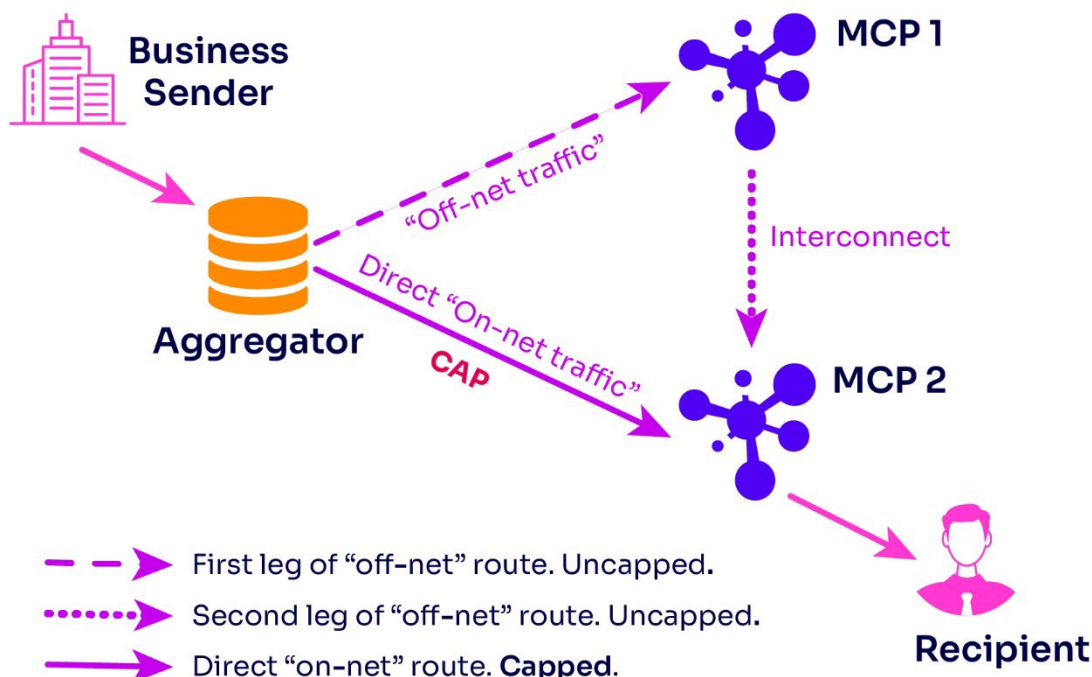 Business
Sender
MCP 1
“Off-net traffic”
Interconnect
Direct “On-net traffic”
CAP
Aggregator
MCP 2
First leg of “off-net” route. Uncapped.
Second leg of “off-net” route. Uncapped.
Direct “on-net” route. Capped.
Recipient